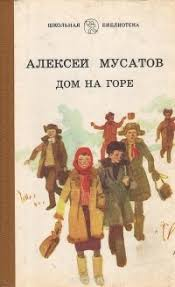 ШКОЛЬНАЯ БИБЛИОТЕКА
АЛЕКСЕЙ МУСАТОВ
ДОМ НА ГОРЕ